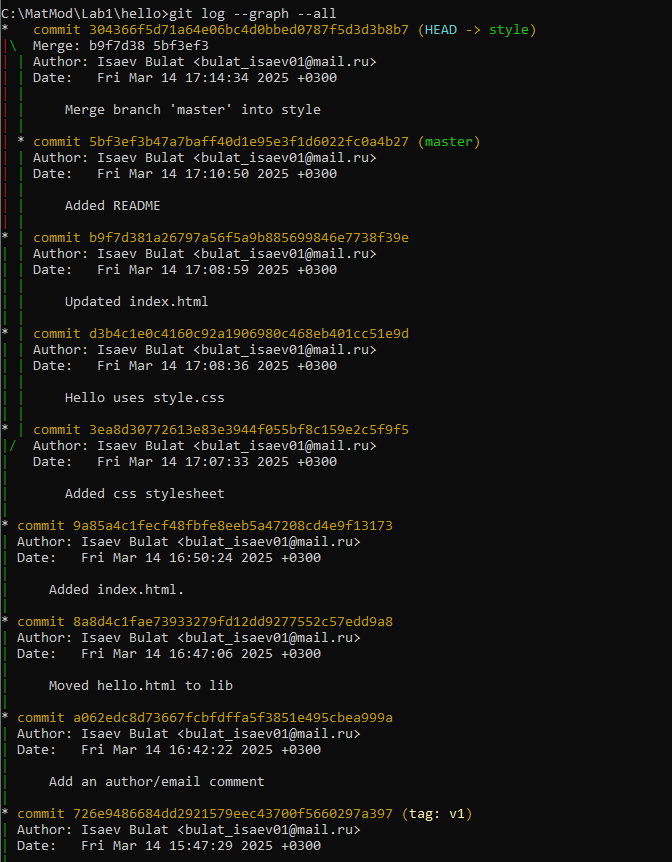 C:\MatMod\Lab1\hello>git log --graph --all
*   commit 304366f5d71a64e06bc4d0bbed0787f5d3d3b8b7 (HEAD -> style)
|\  Merge: b9f7d38 5bf3ef3
| | Author: Isaev Bulat <bulat_isaev01@mail.ru>
| | Date:   Fri Mar 14 17:14:34 2025 +0300
| |
| |     Merge branch 'master' into style
| |
| * commit 5bf3ef3b47a7baff40d1e95e3f1d6022fc0a4b27 (master)
| | Author: Isaev Bulat <bulat_isaev01@mail.ru>
| | Date:   Fri Mar 14 17:10:50 2025 +0300
| |
| |     Added README
| |
* | commit b9f7d381a26797a56f5a9b885699846e7738f39e
| | Author: Isaev Bulat <bulat_isaev01@mail.ru>
| | Date:   Fri Mar 14 17:08:59 2025 +0300
| |
| |     Updated index.html
| |
* | commit d3b4c1e0c4160c92a1906980c468eb401cc51e9d
| | Author: Isaev Bulat <bulat_isaev01@mail.ru>
| | Date:   Fri Mar 14 17:08:36 2025 +0300
| |
| |     Hello uses style.css
| |
* | commit 3ea8d30772613e83e3944f055bf8c159e2c5f9f5
|/  Author: Isaev Bulat <bulat_isaev01@mail.ru>
|   Date:   Fri Mar 14 17:07:33 2025 +0300
|
|       Added css stylesheet
|
* commit 9a85a4c1fecf48fbfe8eeb5a47208cd4e9f13173
| Author: Isaev Bulat <bulat_isaev01@mail.ru>
| Date:   Fri Mar 14 16:50:24 2025 +0300
|
|     Added index.html.
|
* commit 8a8d4c1fae73933279fd12dd9277552c57edd9a8
| Author: Isaev Bulat <bulat_isaev01@mail.ru>
| Date:   Fri Mar 14 16:47:06 2025 +0300
|
|     Moved hello.html to lib
|
* commit a062edc8d73667fcbfdffa5f3851e495cbea999a
| Author: Isaev Bulat <bulat_isaev01@mail.ru>
| Date:   Fri Mar 14 16:42:22 2025 +0300
|
|     Add an author/email comment
|
* commit 726e9486684dd2921579eec43700f5660297a397 (tag: v1)
| Author: Isaev Bulat <bulat_isaev01@mail.ru>
| Date:   Fri Mar 14 15:47:29 2025 +0300